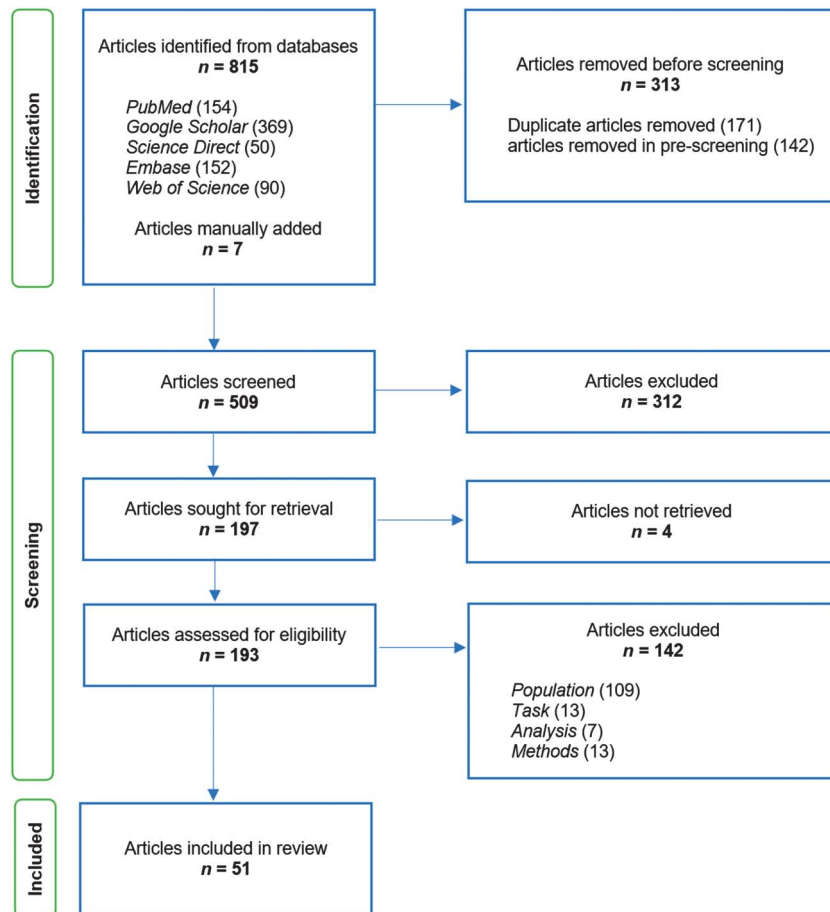 Identification
Articles identified from databases
n = 815
PubMed (154)
Google Scholar (369)
Science Direct (50)
Embase (152)
Web of Science (90)
Articles manually added
n = 7
Articles removed before screening
n = 313
Duplicate articles removed (171)
articles removed in pre-screening (142)
Screening
Articles screened
n = 509
Articles excluded
n = 312
Articles sought for retrieval
n = 197
Articles not retrieved
n = 4
Articles assessed for eligibility
n = 193
Articles excluded
n = 142
Population (109)
Task (13)
Analysis (7)
Methods (13)
Included
Articles included in review
n = 51